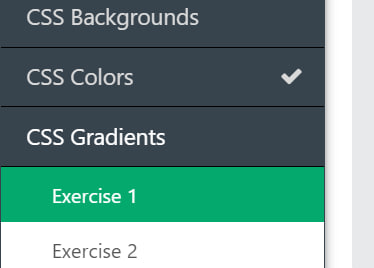 CSS Backgrounds
CSS Colors
CSS Gradients
Exercise 1
Exercise 2